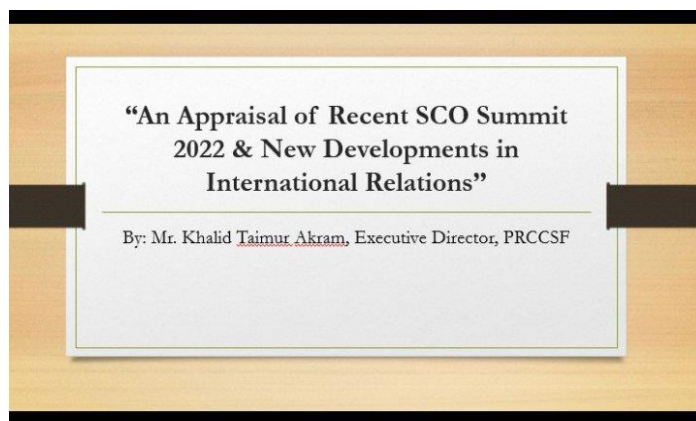 “An Appraisal of Recent SCO Summit
2022 & New Developments in
International Relations”
By: Mr. Khalid Taimur Akram, Executive Director, PRCCSF